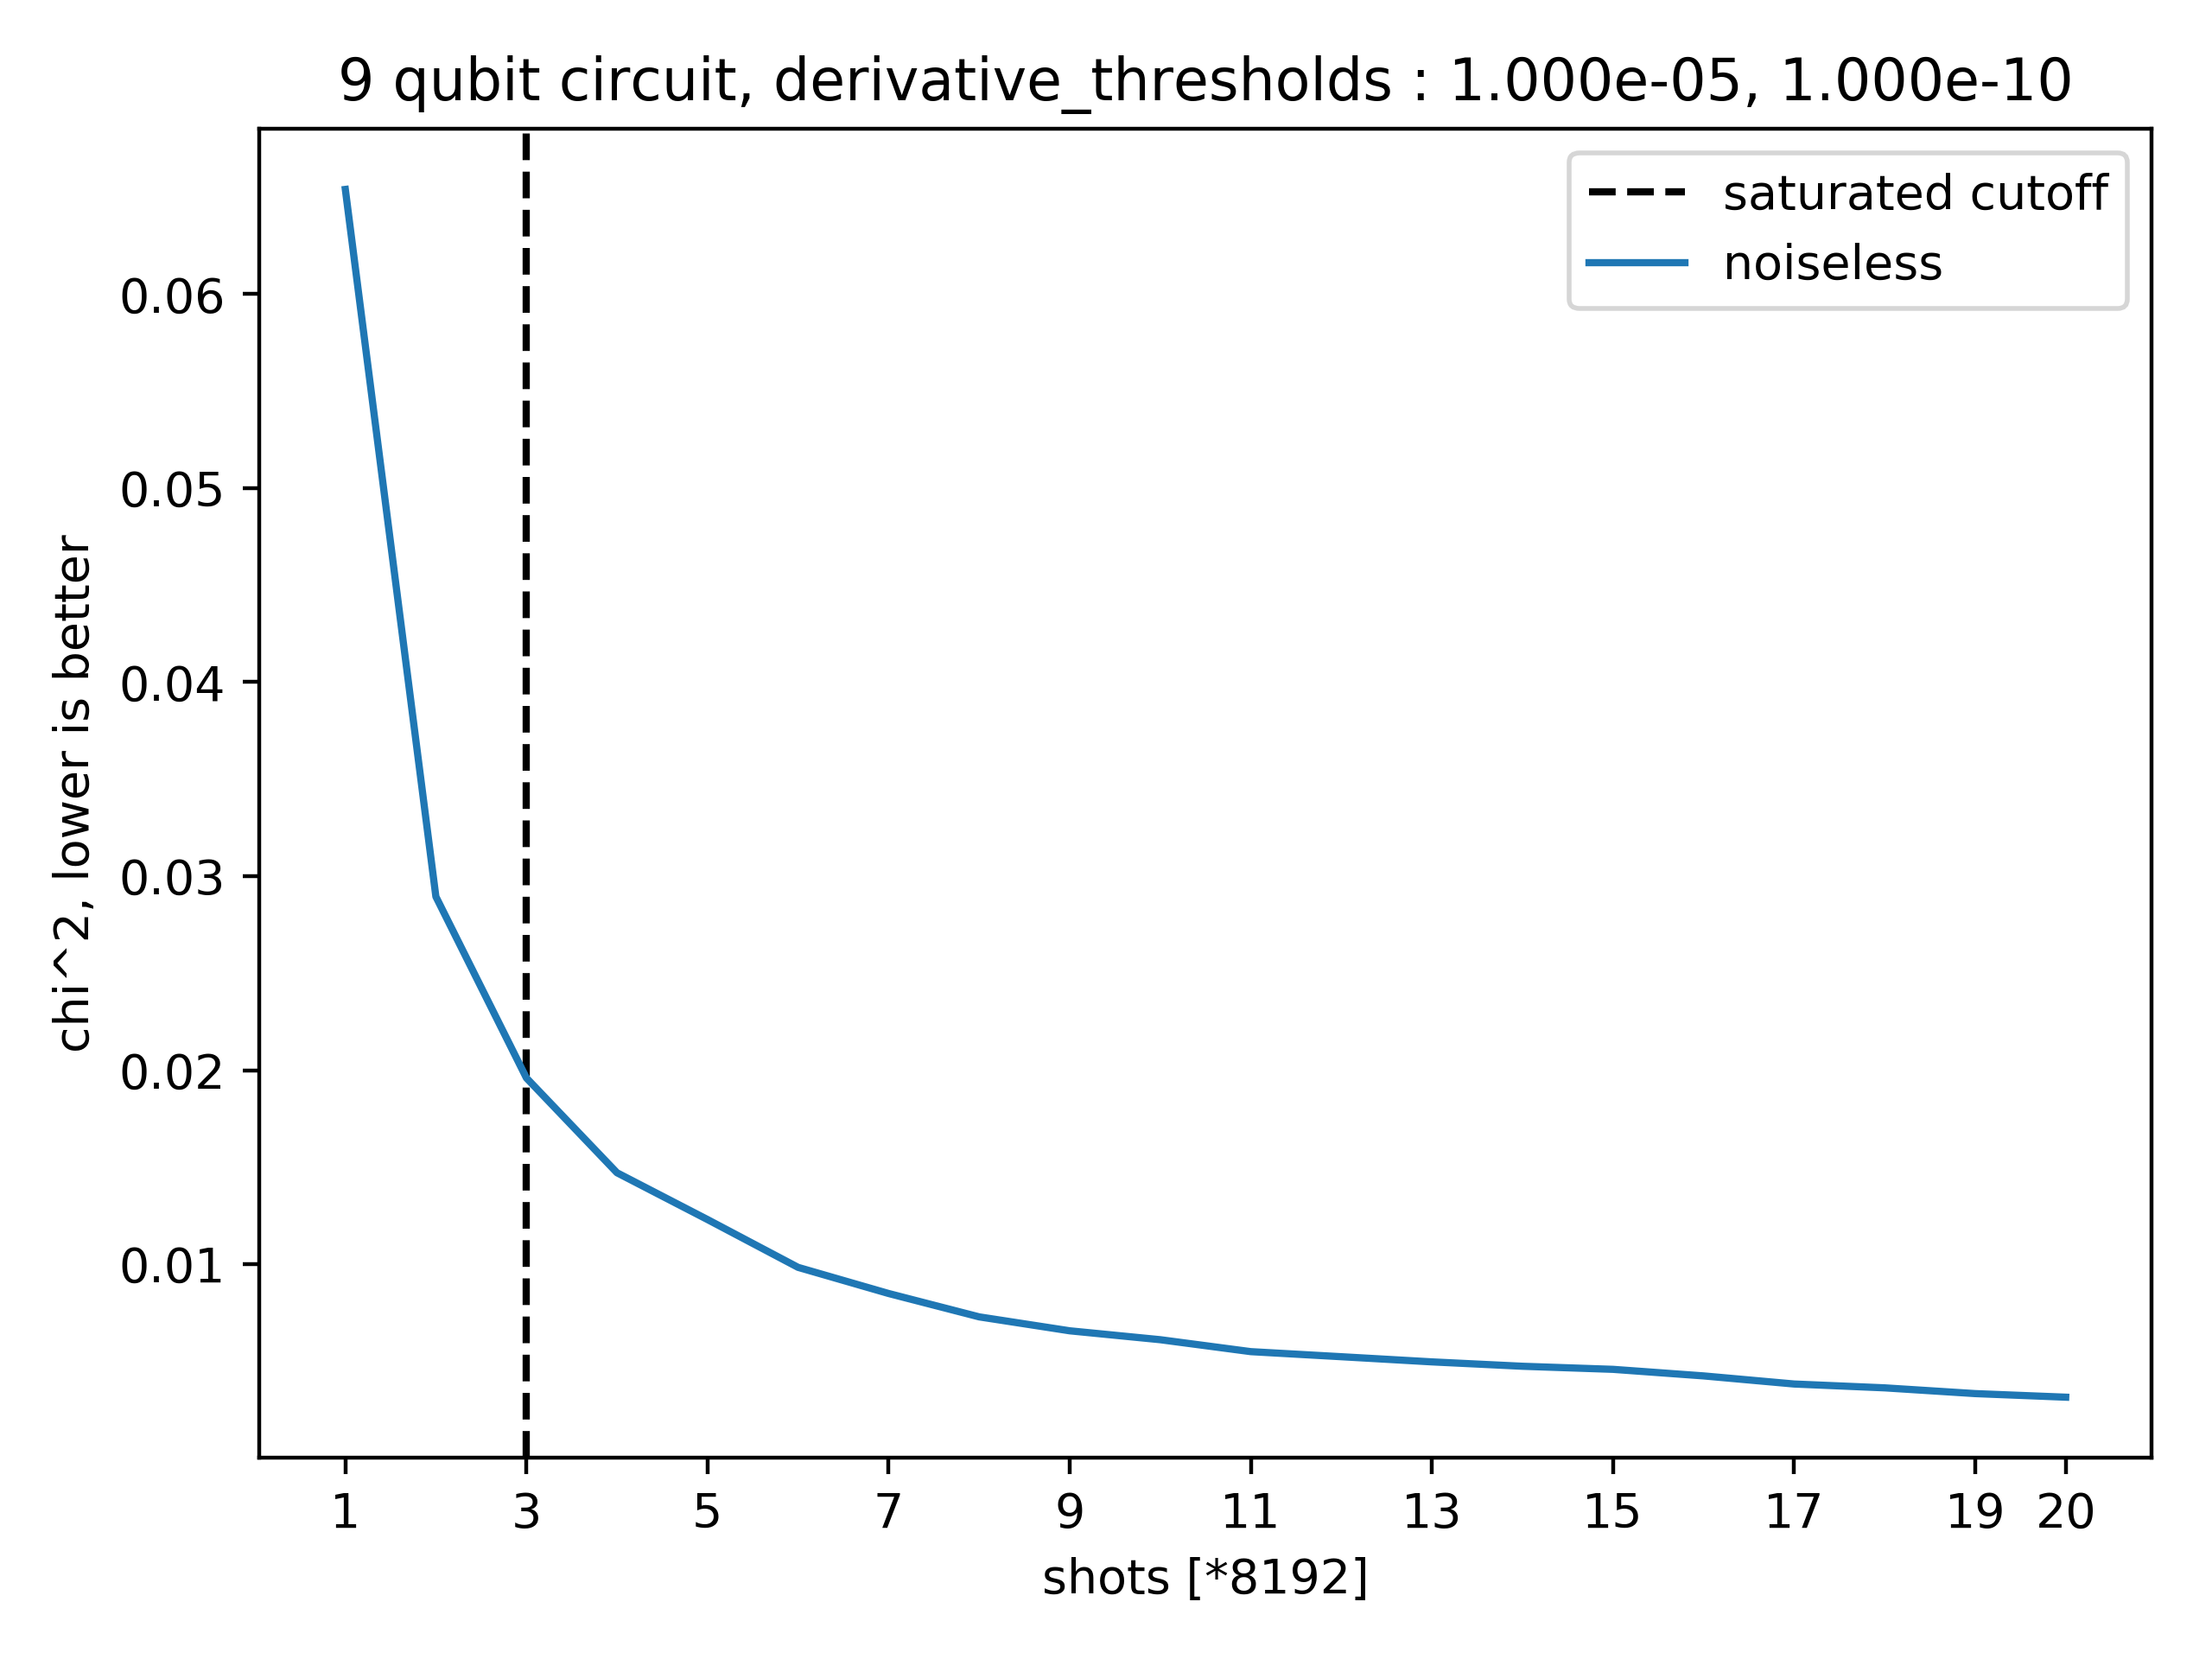 9 qubit circuit, derivative_thresholds : 1.000e-05, 1.000e-10
saturated cutoff
noiseless
chi^2, lower is better
0.06
0.05
0.04
0.03
0.02
0.01
1 3 5 7 9 11 13 15 17 19 20
shots [*8192]